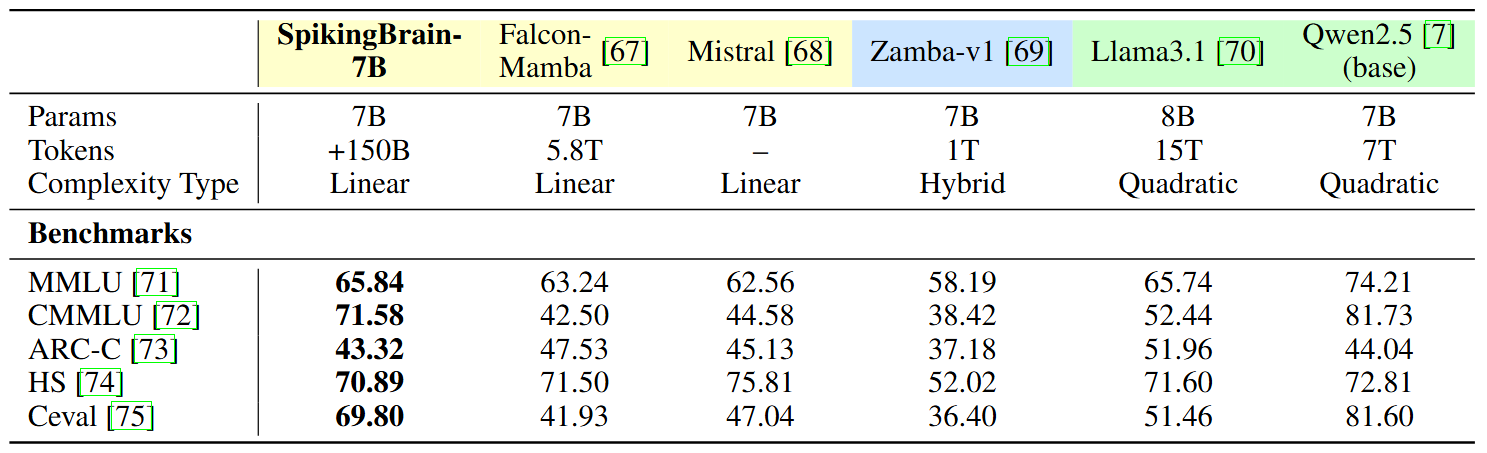 SpikingBrain-7B Falcon-Mamba [67] Mistral [68] Zamba-v1 [69] Llama3.1 [70] Qwen2.5 [7] (base)
Params 7B 7B 7B 7B 8B 7B
Tokens +150B 5.8T – 1T 15T 7T
Complexity Type Linear Linear Linear Hybrid Quadratic Quadratic
Benchmarks
MMLU [71] 65.84 63.24 62.56 58.19 65.74 74.21
CMMLU [72] 71.58 42.50 44.58 38.42 52.44 81.73
ARC-C [73] 43.32 47.53 45.13 37.18 51.96 44.04
HS [74] 70.89 71.50 75.81 52.02 71.60 72.81
Ceval [75] 69.80 41.93 47.04 36.40 51.46 81.60